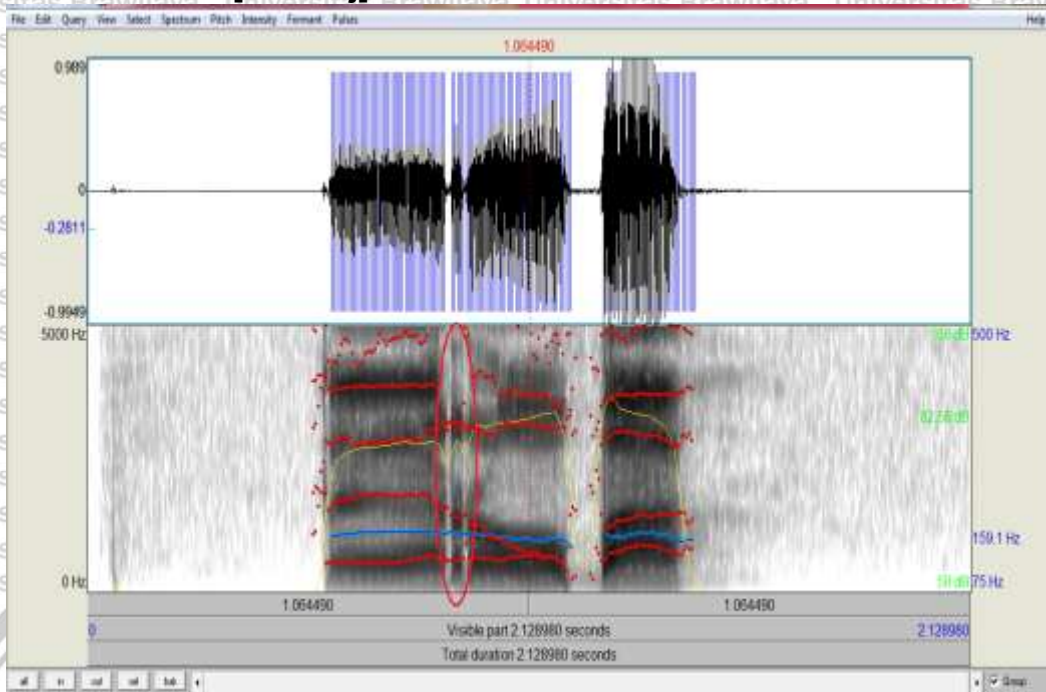 File Edit Query View Select Spectrum Pitch Intensity Formant Pulses Help
1.064490
0.989
0
-0.2811
-0.9949
5000 Hz 500 Hz
82.56 dB
159.1 Hz
0 Hz 75 Hz
1.064490 1.064490
0 Visible part 2.128980 seconds 2.128980
Total duration 2.128980 seconds
all in out sel bak Group